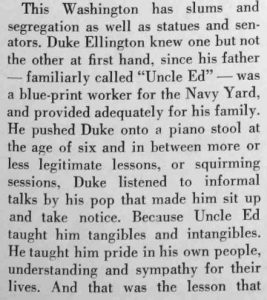 This Washington has slums and
segregation as well as statues and sen-
ators. Duke Ellington knew one but not
the other at first hand, since his father
—familiarly called "Uncle Ed"—was
a blue-print worker for the Navy Yard,
and provided adequately for his family.
He pushed Duke onto a piano stool at
the age of six and in between more or
less legitimate lessons, or squirming
sessions, Duke listened to informal
talks by his pop that made him sit up
and take notice. Because Uncle Ed
taught him tangibles and intangibles.
He taught him pride in his own people,
understanding and sympathy for their
lives. And that was the lesson that